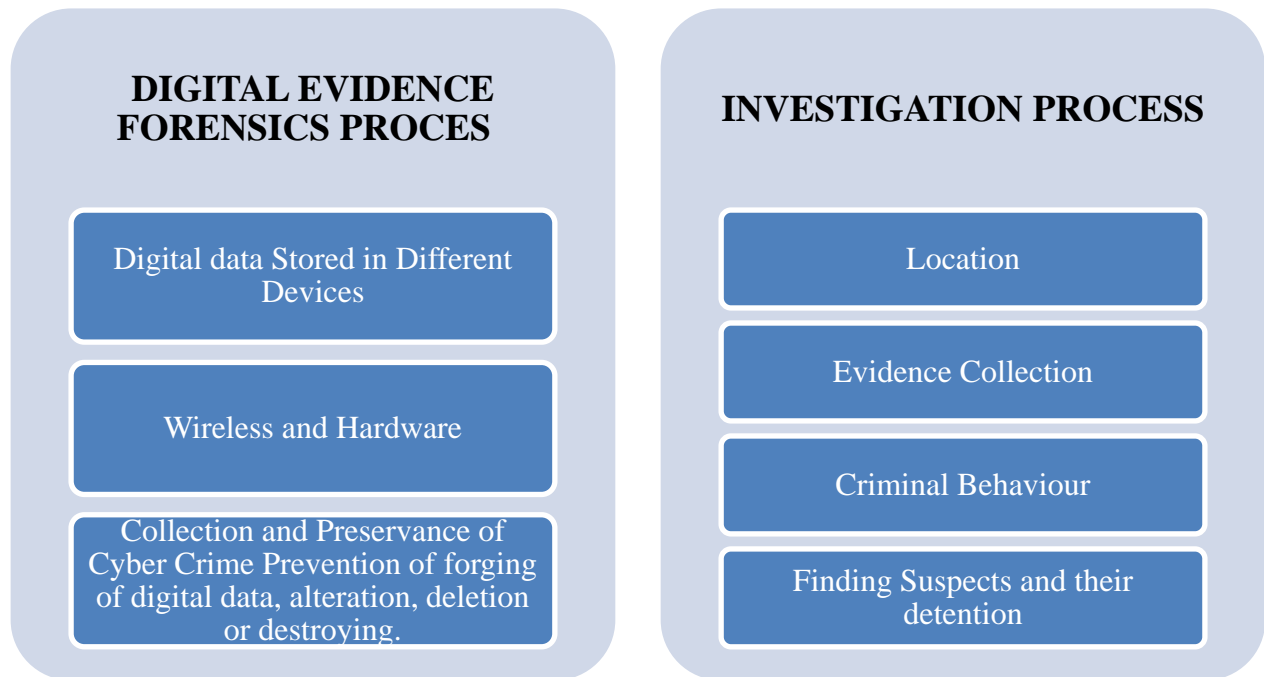 DIGITAL EVIDENCE
FORENSICS PROCES
Digital data Stored in Different
Devices
Wireless and Hardware
Collection and Preservance of
Cyber Crime Prevention of forging
of digital data, alteration, deletion
or destroying.
INVESTIGATION PROCESS
Location
Evidence Collection
Criminal Behaviour
Finding Suspects and their
detention